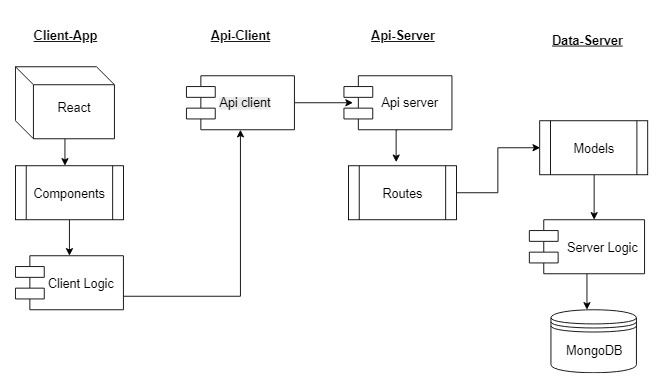 Client-App
Api-Client
Api-Server
Data-Server
React
Components
Client Logic
Api client
Api server
Routes
Models
Server Logic
MongoDB